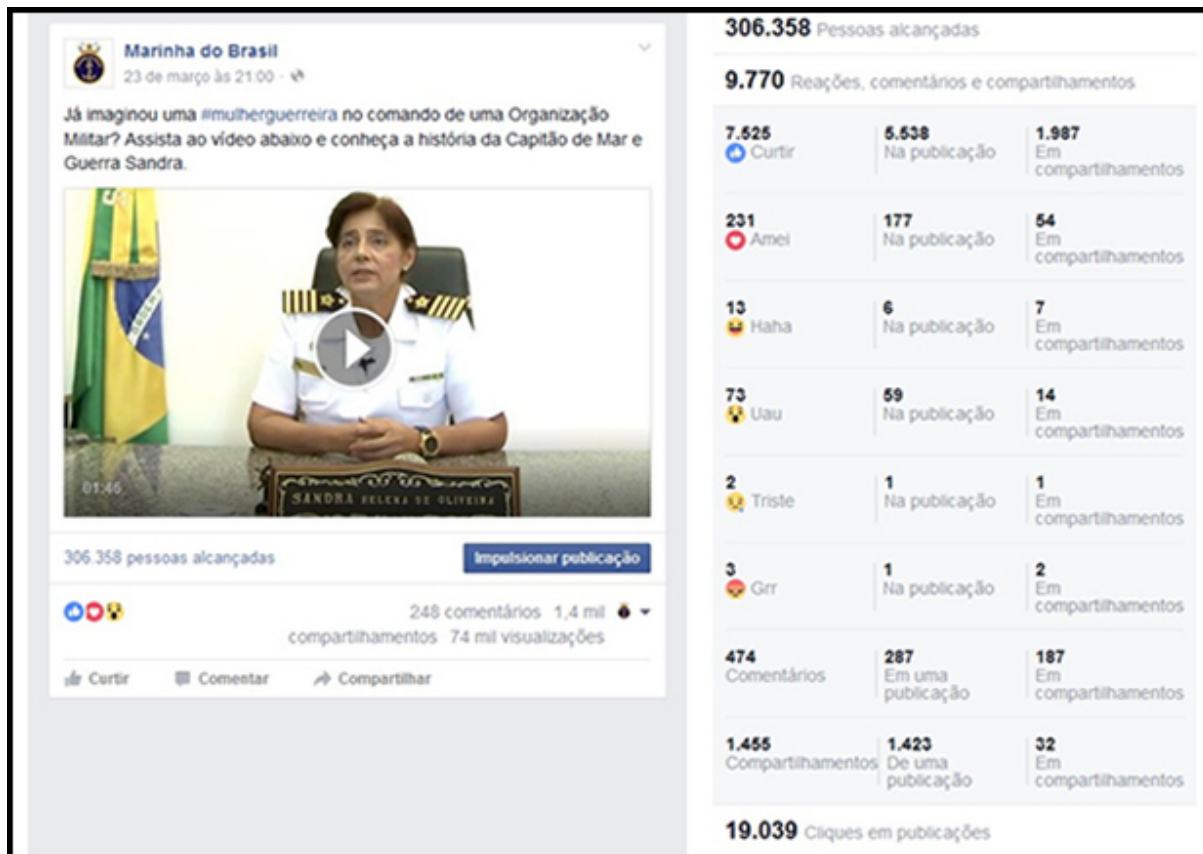 Marinha do Brasil
23 de março às 21:00 ·
Já imaginou uma #mulherguerreira no comando de uma Organização
Militar? Assista ao vídeo abaixo e conheça a história da Capitão de Mar e
Guerra Sandra.
01:46
SANDRA HELENA DE OLIVEIRA
306.358 pessoas alcançadas
Impulsionar publicação
248 comentários 1,4 mil
compartilhamentos 74 mil visualizações
Curtir Comentar Compartilhar
306.358 Pessoas alcançadas
9.770 Reações, comentários e compartilhamentos
7.525 5.538 1.987
Curtir Na publicação Em
compartilhamentos
231 177 54
Amei Na publicação Em
compartilhamentos
13 6 7
Haha Na publicação Em
compartilhamentos
73 59 14
Uau Na publicação Em
compartilhamentos
2 1 1
Triste Na publicação Em
compartilhamentos
3 1 2
Grr Na publicação Em
compartilhamentos
474 287 187
Comentários Em uma Em
publicação compartilhamentos
1.455 1.423 32
Compartilhamentos De uma Em
publicação compartilhamentos
19.039 Cliques em publicações